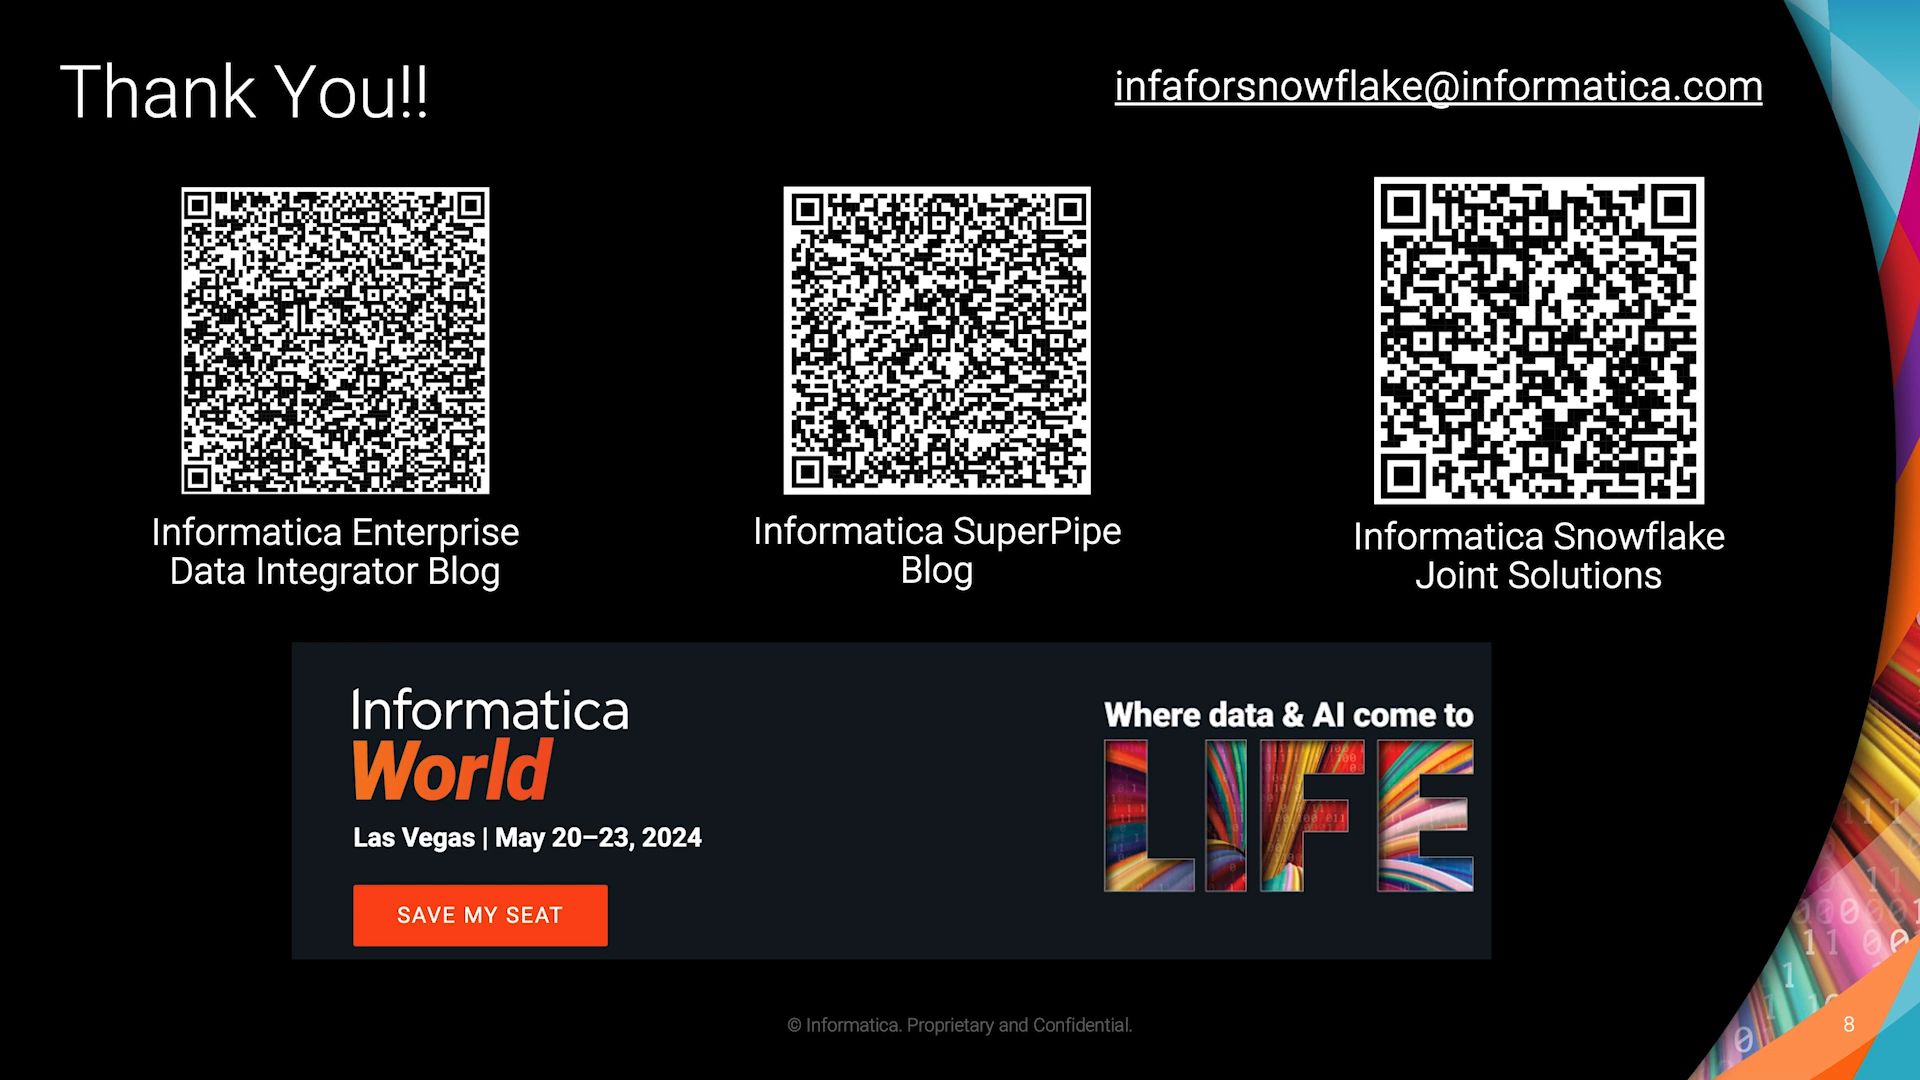 Thank You!!
infaforsnowflake@informatica.com
Informatica Enterprise
Data Integrator Blog
Informatica SuperPipe
Blog
Informatica Snowflake
Joint Solutions
Informatica
World
Las Vegas | May 20–23, 2024
SAVE MY SEAT
Where data & AI come to
LIFE
© Informatica. Proprietary and Confidential.
8